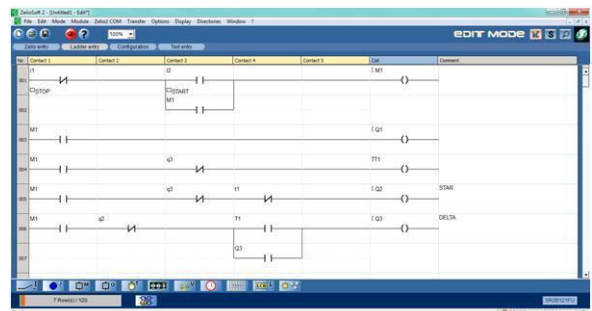 ZelioSoft 2 - [Untitled1 - Edit*]
File Edit Mode Module Zelio2 COM Transfer Options Display Directories Window ?
100% EDIT MODE
Zelio entry Ladder entry Configuration Text entry
No Contact 1 Contact 2 Contact 3 Contact 4 Contact 5 Coil Comment
i1 I2 [ M1
001
STOP START
M1
002
M1 [ Q1
003
M1 q3 TT1
004
M1 q3 t1 [ Q2 STAR
005
M1 q2 T1 [ Q3 DELTA
006
Q3
007
7 Row(s) / 120 SR2B121FU